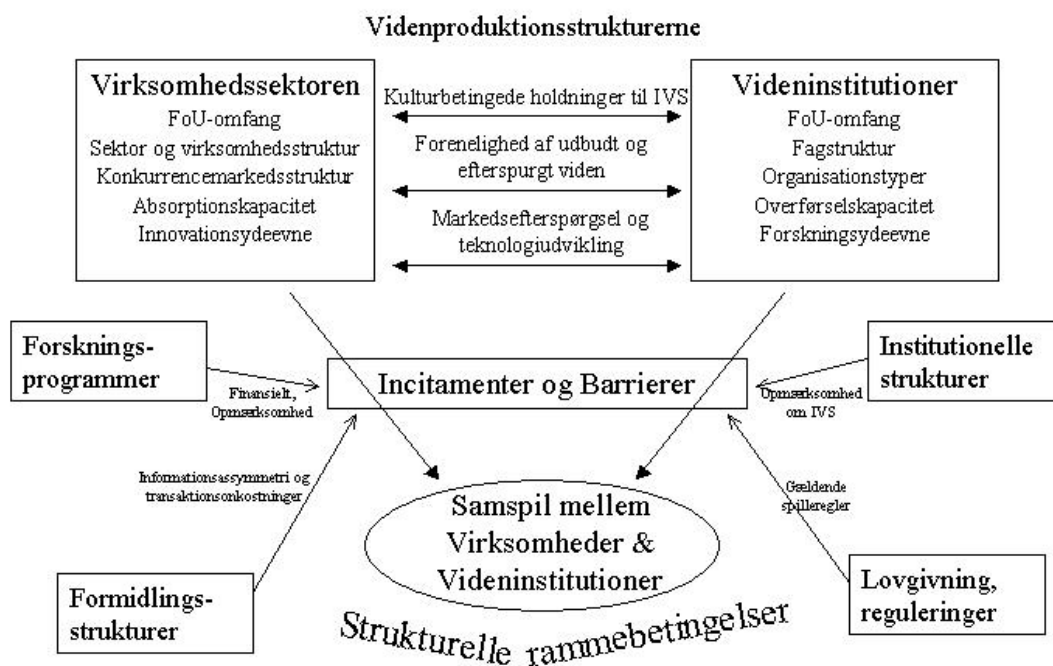 Videnproduktionsstrukturerne
Virksomhedssektoren
FoU-omfang
Sektor og virksomhedsstruktur
Konkurrencemarkedsstruktur
Absorptionskapacitet
Innovationsydeevne
Kulturbetingede holdninger til IVS
Forenelighed af udbudt og
efterspurgt viden
Markedsefterspørgsel og
teknologiudvikling
Videninstitutioner
FoU-omfang
Fagstruktur
Organisationstyper
Overførselskapacitet
Forskningsydeevne
Forsknings-
programmer
Finansielt,
Opmærksomhed
Incitamenter og Barrierer
Institutionelle
strukturer
Opmærksomhed
om IVS
Informationsassymmetri og
transaktionsonkostninger
Gældende
spilleregler
Samspil mellem
Virksomheder &
Videninstitutioner
Formidlings-
strukturer
Lovgivning,
reguleringer
Strukturelle rammebetingelser